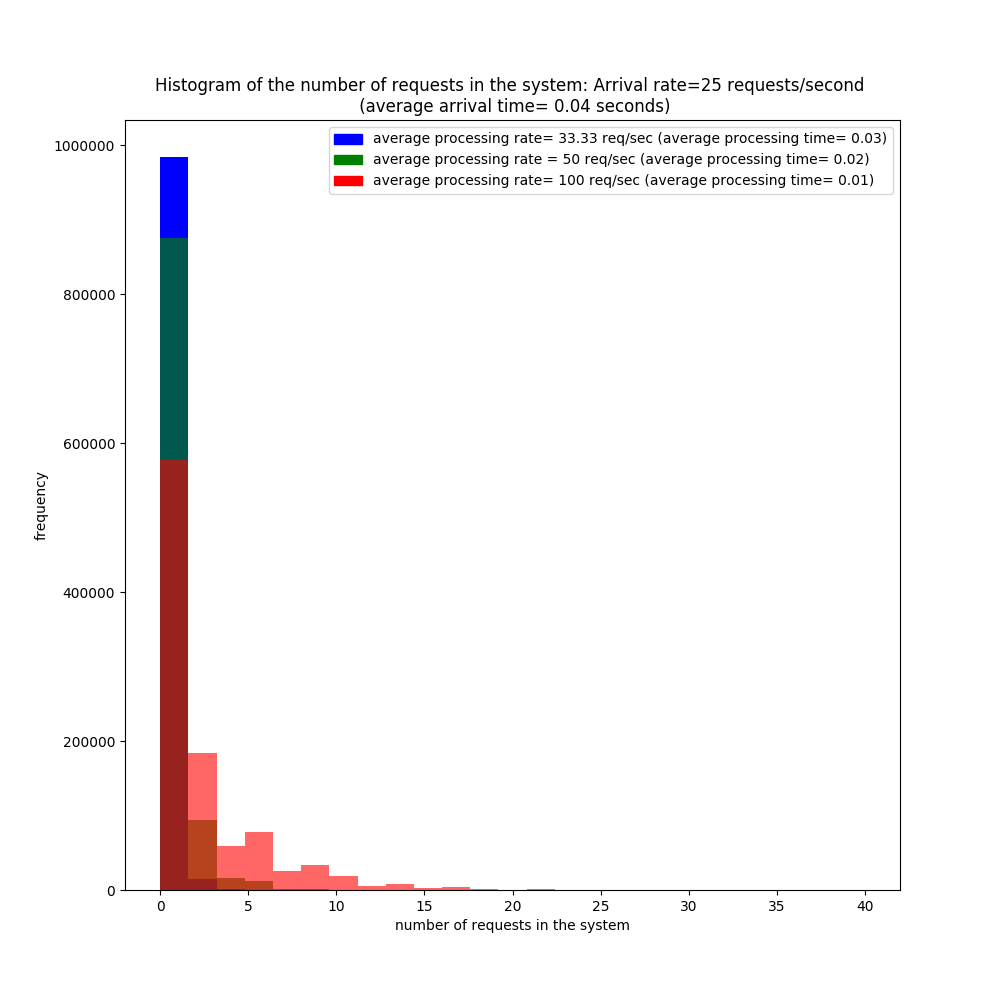 Histogram of the number of requests in the system: Arrival rate=25 requests/second
(average arrival time= 0.04 seconds)
average processing rate= 33.33 req/sec (average processing time= 0.03)
average processing rate = 50 req/sec (average processing time= 0.02)
average processing rate= 100 req/sec (average processing time= 0.01)
1000000
800000
600000
400000
200000
0
frequency
0 5 10 15 20 25 30 35 40
number of requests in the system